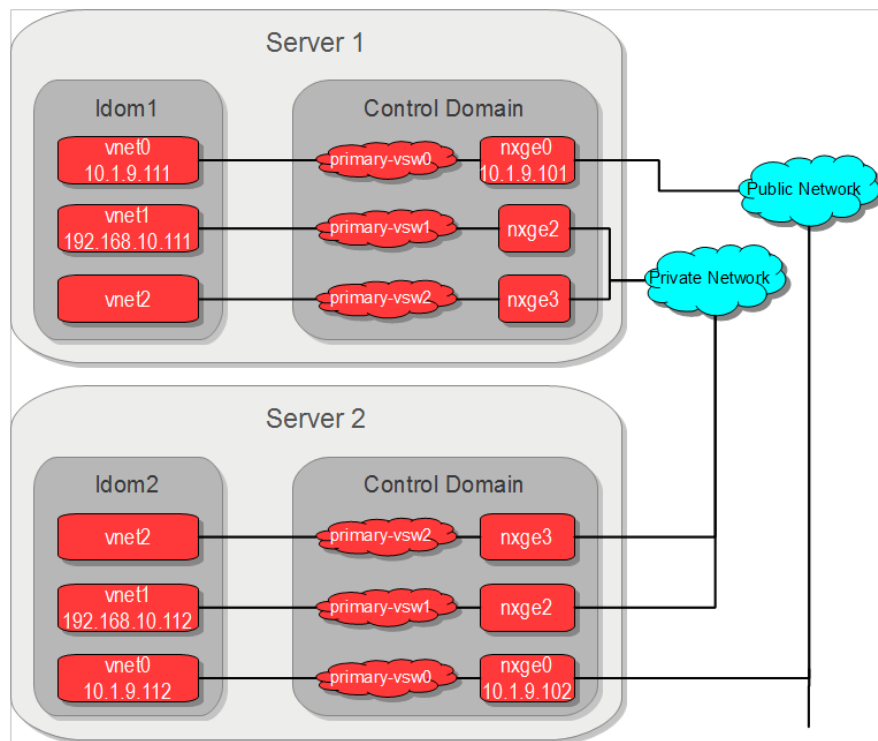 Server 1
ldom1
Control Domain
vnet0
10.1.9.111
primary-vsw0
nxge0
10.1.9.101
Public Network
vnet1
192.168.10.111
primary-vsw1
nxge2
Private Network
vnet2
primary-vsw2
nxge3
Server 2
ldom2
Control Domain
vnet2
primary-vsw2
nxge3
vnet1
192.168.10.112
primary-vsw1
nxge2
vnet0
10.1.9.112
primary-vsw0
nxge0
10.1.9.102